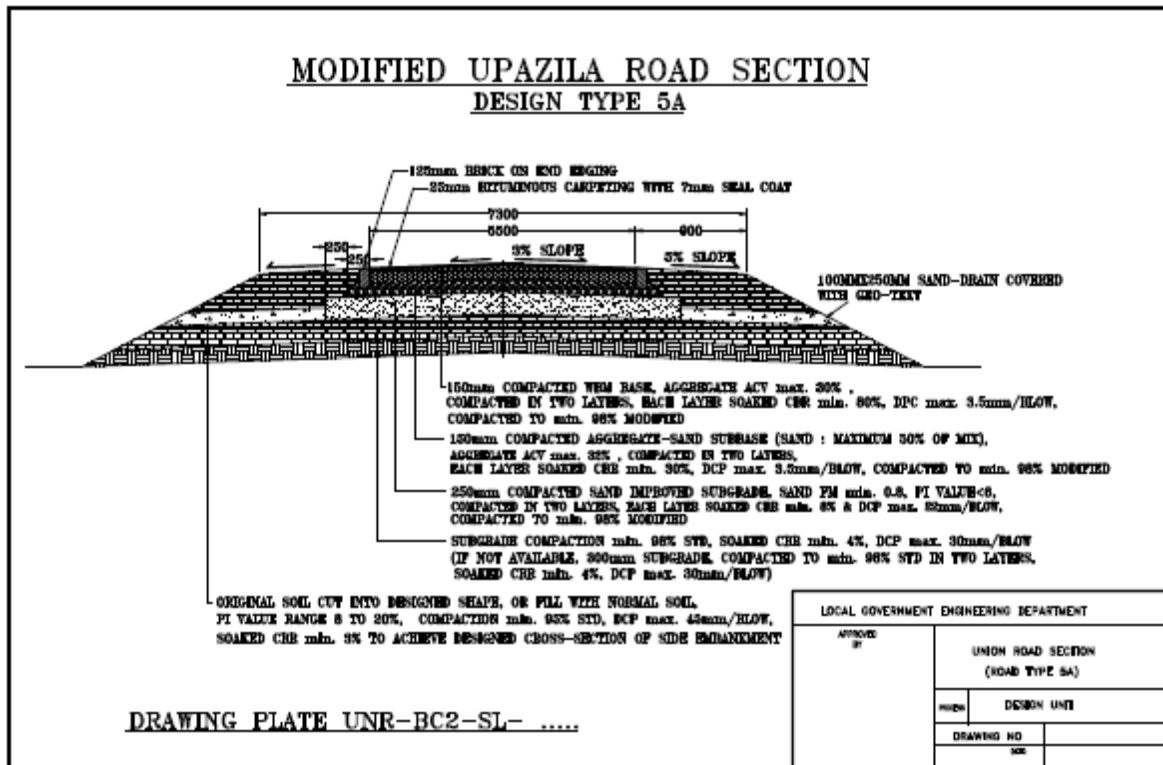 MODIFIED UPAZILA ROAD SECTION
DESIGN TYPE 5A
125mm BRICK ON END EDGING
25mm BITUMINOUS CARPETING WITH 7mm SEAL COAT
7300
5500
900
250
250
3% SLOPE
5% SLOPE
100MMX250MM SAND-DRAIN COVERED
WITH GEO-TEXT
150mm COMPACTED WBM BASE, AGGREGATE ACV max. 30% ,
COMPACTED IN TWO LAYERS, EACH LAYER SOAKED CBR min. 80%, DPC max. 3.5mm/BLOW,
COMPACTED TO min. 98% MODIFIED
150mm COMPACTED AGGREGATE-SAND SUBBASE (SAND : MAXIMUM 50% OF MIX),
AGGREGATE ACV max. 32% , COMPACTED IN TWO LAYERS,
EACH LAYER SOAKED CBR min. 30%, DCP max. 3.5mm/BLOW, COMPACTED TO min. 98% MODIFIED
250mm COMPACTED SAND IMPROVED SUBGRADE, SAND FM min. 0.8, PI VALUE<6,
COMPACTED IN TWO LAYERS, EACH LAYER SOAKED CBR min. 8% & DCP max. 22mm/BLOW,
COMPACTED TO min. 98% MODIFIED
SUBGRADE COMPACTION min. 98% STD, SOAKED CBR min. 4%, DCP max. 30mm/BLOW
(IF NOT AVAILABLE, 300mm SUBGRADE, COMPACTED TO min. 98% STD IN TWO LAYERS,
SOAKED CBR min. 4%, DCP max. 30mm/BLOW)
ORIGINAL SOIL CUT INTO DESIGNED SHAPE, OR FILL WITH NORMAL SOIL,
PI VALUE RANGE 8 TO 20%, COMPACTION min. 95% STD, DCP max. 45mm/BLOW,
SOAKED CBR min. 3% TO ACHIEVE DESIGNED CROSS-SECTION OF SIDE EMBANKMENT
DRAWING PLATE UNR-BC2-SL- .....
LOCAL GOVERNMENT ENGINEERING DEPARTMENT
APPROVED
BY
UNION ROAD SECTION
(ROAD TYPE 5A)
DESIGN UNIT
DRAWING NO